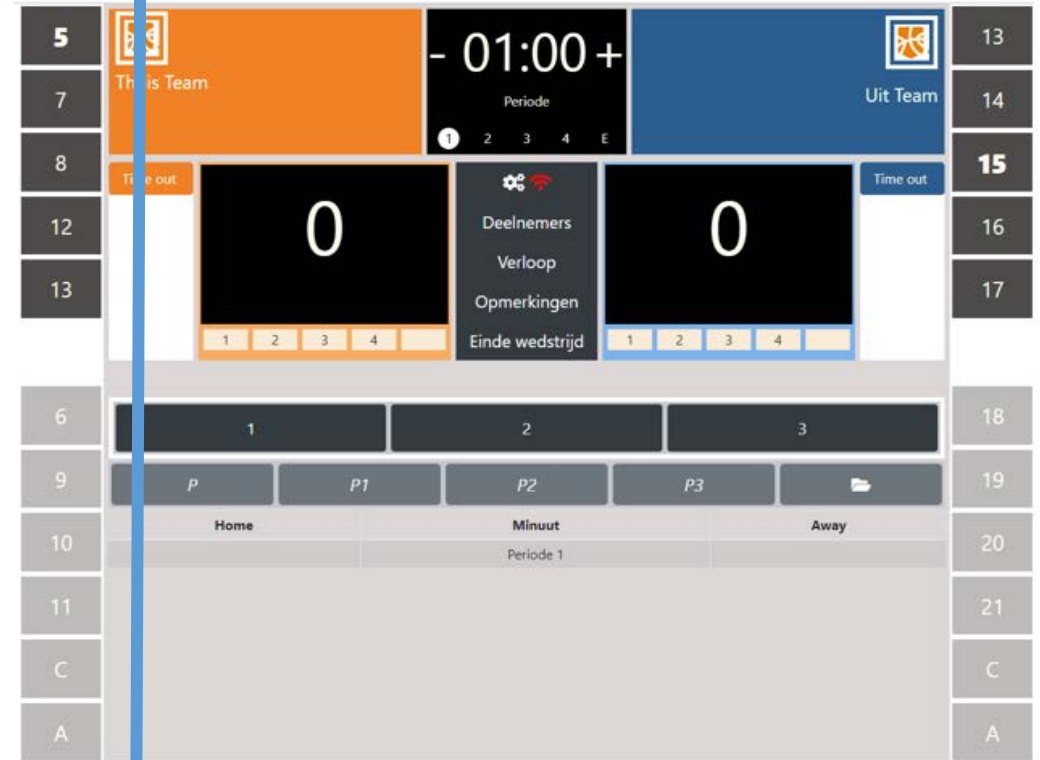 5
- 01:00 +
13
7
Thuis Team
Periode
Uit Team
14
1 2 3 4 E
8
Time out
Time out
15
12
0
Deelnemers
0
16
Verloop
13
Opmerkingen
17
1 2 3 4
Einde wedstrijd
1 2 3 4
6
1 2 3
18
9
P P1 P2 P3
19
Home Minuut Away
10
Periode 1
20
11
21
C
C
A
A